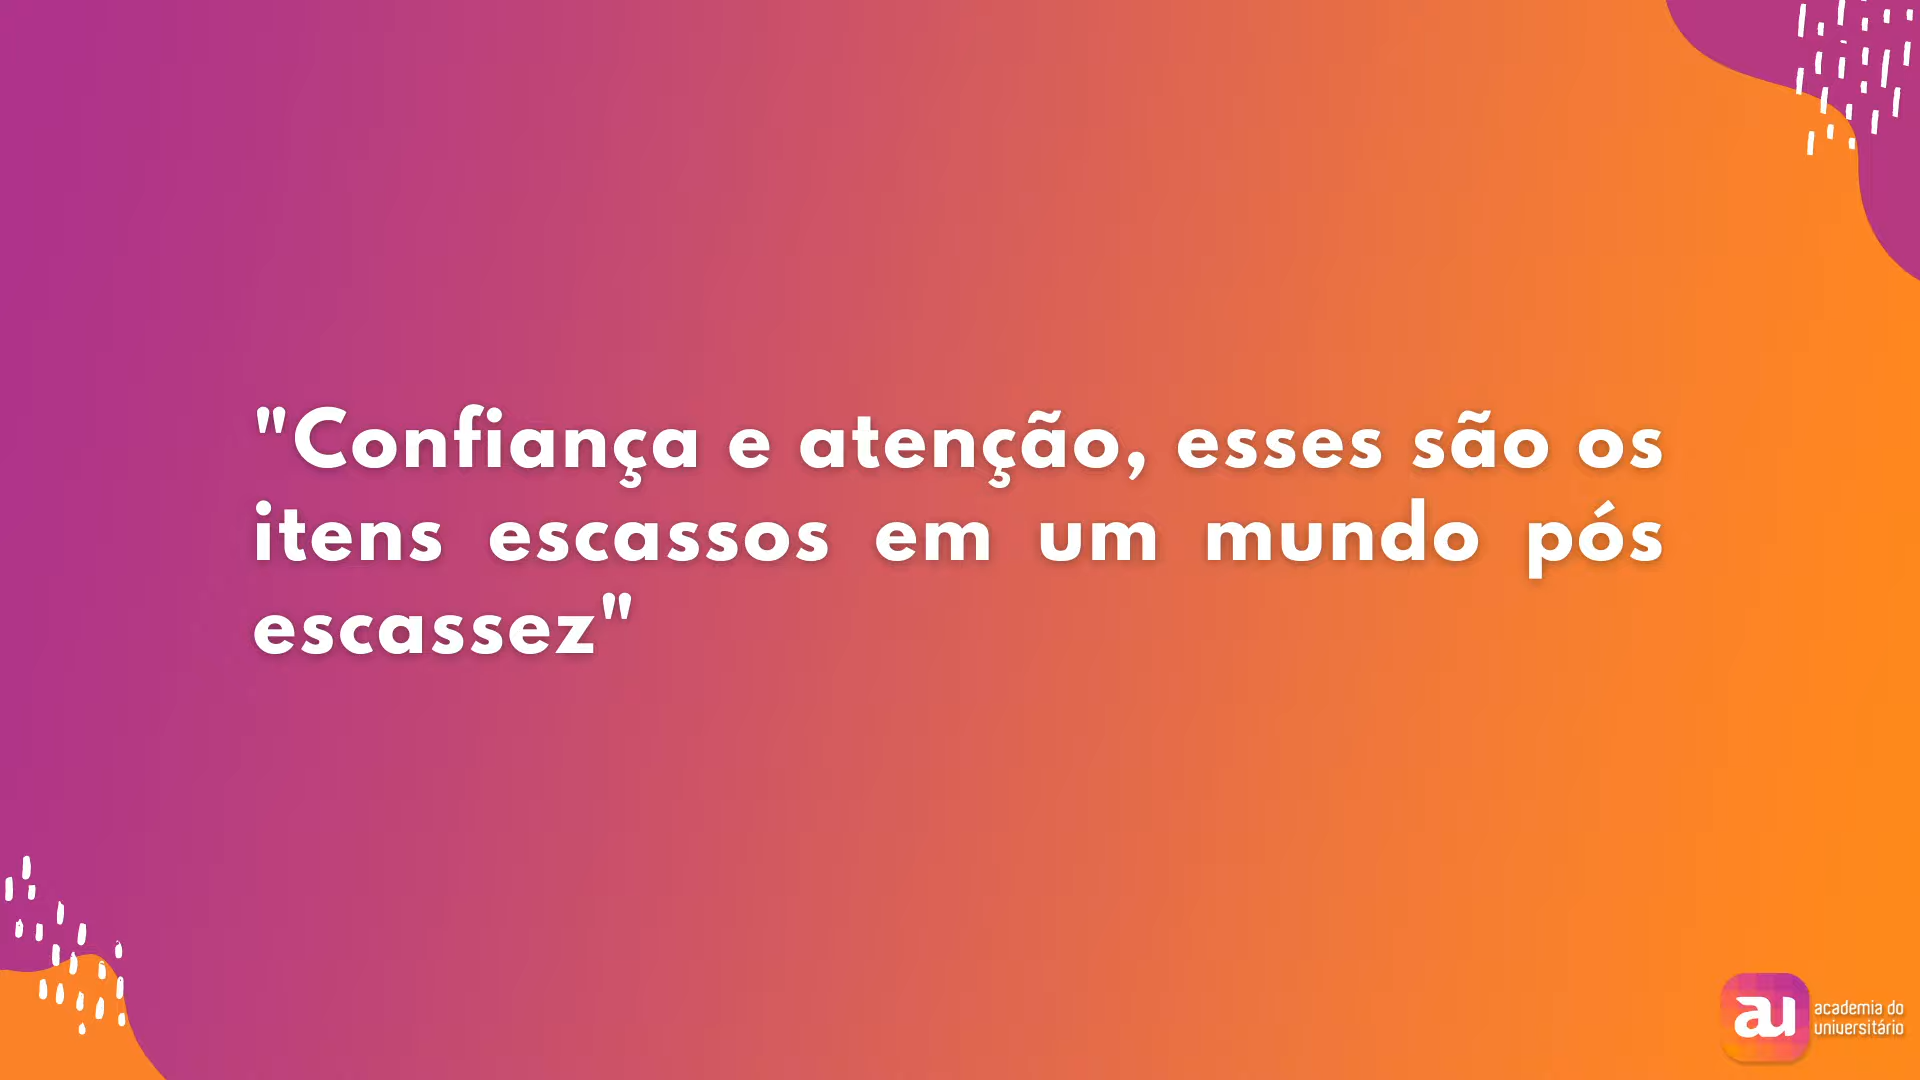 "Confiança e atenção, esses são os
itens escassos em um mundo pós
escassez"
au
academia do
universitário